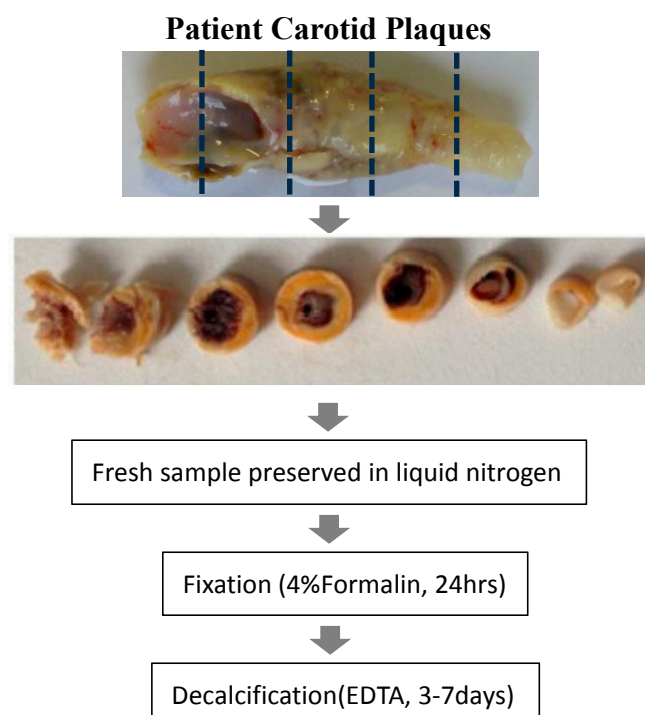 Patient Carotid Plaques
Fresh sample preserved in liquid nitrogen
Fixation (4%Formalin, 24hrs)
Decalcification(EDTA, 3-7days)